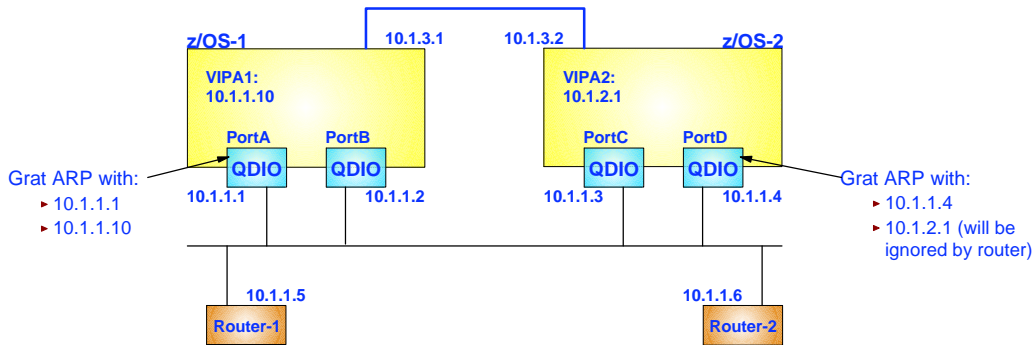 z/OS-1
10.1.3.1
10.1.3.2
z/OS-2
VIPA1:
10.1.1.10
VIPA2:
10.1.2.1
PortA
PortB
PortC
PortD
QDIO
QDIO
QDIO
QDIO
Grat ARP with:
10.1.1.1
10.1.1.10
10.1.1.1
10.1.1.2
10.1.1.3
10.1.1.4
Grat ARP with:
10.1.1.4
10.1.2.1 (will be
ignored by router)
10.1.1.5
Router-1
10.1.1.6
Router-2